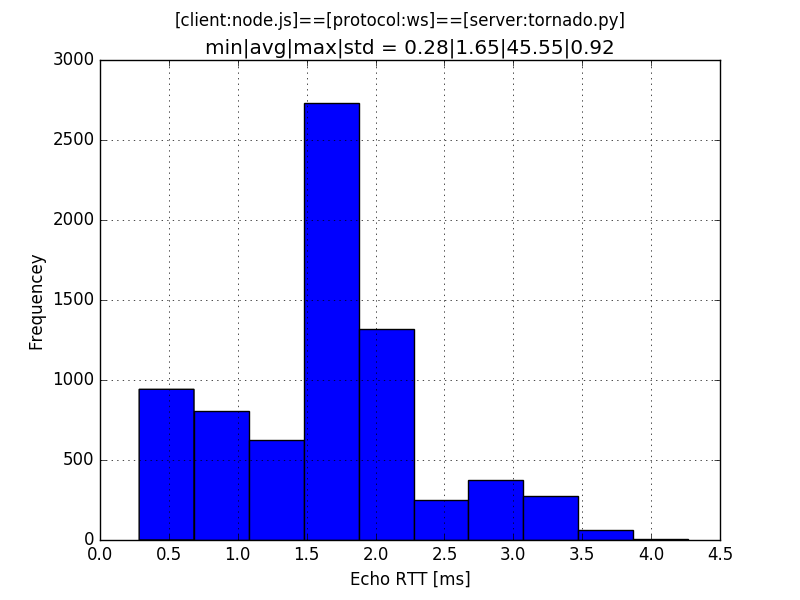 [client:node.js]==[protocol:ws]==[server:tornado.py]
min|avg|max|std = 0.28|1.65|45.55|0.92
3000
2500
2000
1500
1000
500
0
Frequencey
0.0 0.5 1.0 1.5 2.0 2.5 3.0 3.5 4.0 4.5
Echo RTT [ms]